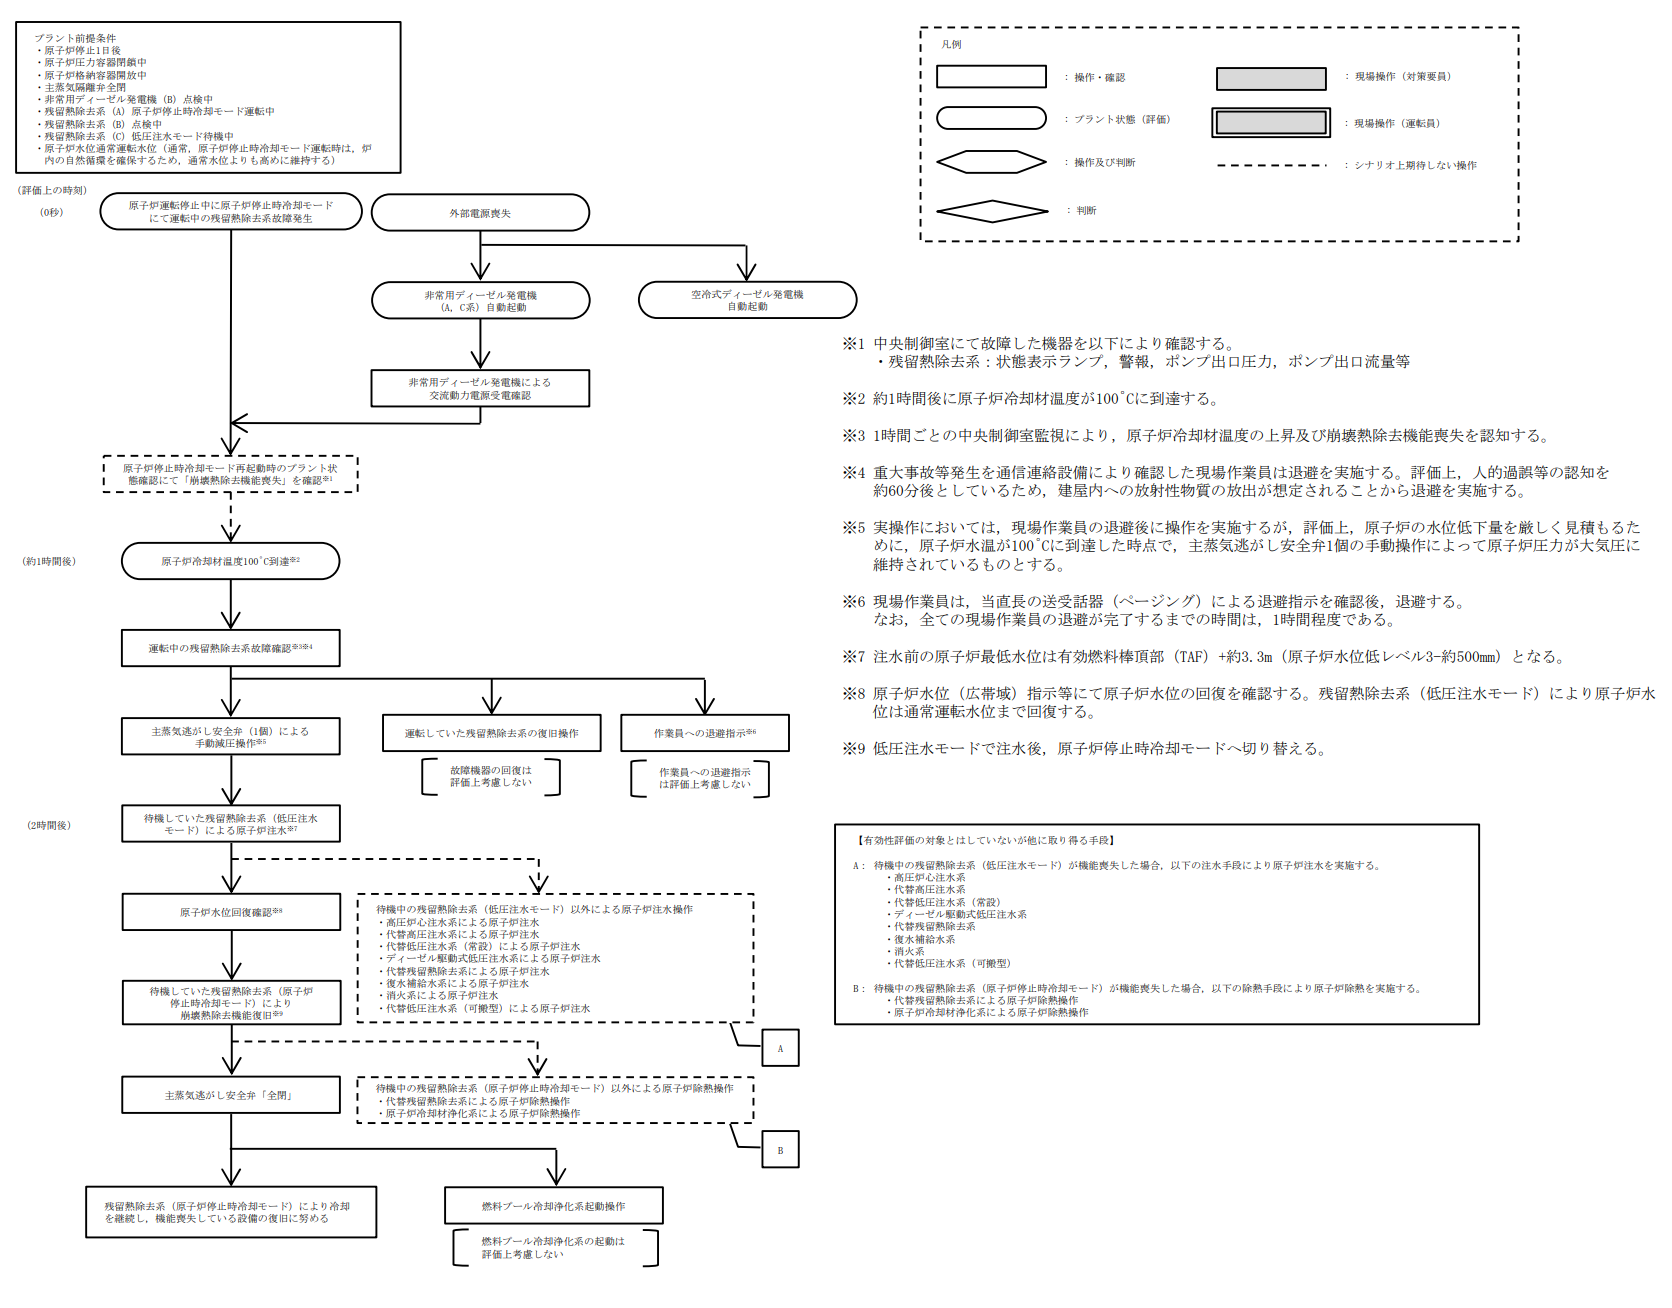 プラント前提条件
・原子炉停止1日後
・原子炉圧力容器閉鎖中
・原子炉格納容器開放中
・主蒸気隔離弁全閉
・非常用ディーゼル発電機（B）点検中
・残留熱除去系（A）原子炉停止時冷却モード運転中
・残留熱除去系（B）点検中
・残留熱除去系（C）低圧注水モード待機中
・原子炉水位通常運転水位（通常，原子炉停止時冷却モード運転時は，炉
内の自然循環を確保するため，通常水位よりも高めに維持する）
凡例
：操作・確認
：プラント状態（評価）
：操作及び判断
：判断
：現場操作（対策要員）
：現場操作（運転員）
：シナリオ上期待しない操作
（評価上の時刻）
（0秒）
原子炉運転停止中に原子炉停止時冷却モード
にて運転中の残留熱除去系故障発生
外部電源喪失
非常用ディーゼル発電機
（A，C系）自動起動
空冷式ディーゼル発電機
自動起動
非常用ディーゼル発電機による
交流動力電源受電確認
原子炉停止時冷却モード再起動時のプラント状
態確認にて「崩壊熱除去機能喪失」を確認※1
（約1時間後）
原子炉冷却材温度100℃到達※2
運転中の残留熱除去系故障確認※3※4
主蒸気逃がし安全弁（1個）による
手動減圧操作※5
運転していた残留熱除去系の復旧操作
故障機器の回復は
評価上考慮しない
作業員への退避指示※6
作業員への退避指示
は評価上考慮しない
（2時間後）
待機していた残留熱除去系（低圧注水
モード）による原子炉注水※7
原子炉水位回復確認※8
待機中の残留熱除去系（低圧注水モード）以外による原子炉注水操作
・高圧炉心注水系による原子炉注水
・代替高圧注水系による原子炉注水
・代替低圧注水系（常設）による原子炉注水
・ディーゼル駆動式低圧注水系による原子炉注水
・代替残留熱除去系による原子炉注水
・復水補給水系による原子炉注水
・消火系による原子炉注水
・代替低圧注水系（可搬型）による原子炉注水
A
待機していた残留熱除去系（原子炉
停止時冷却モード）により
崩壊熱除去機能復旧※9
主蒸気逃がし安全弁「全閉」
待機中の残留熱除去系（原子炉停止時冷却モード）以外による原子炉除熱操作
・代替残留熱除去系による原子炉除熱操作
・原子炉冷却材浄化系による原子炉除熱操作
B
残留熱除去系（原子炉停止時冷却モード）により冷却
を継続し，機能喪失している設備の復旧に努める
燃料プール冷却浄化系起動操作
燃料プール冷却浄化系の起動は
評価上考慮しない
※1 中央制御室にて故障した機器を以下により確認する。
・残留熱除去系：状態表示ランプ，警報，ポンプ出口圧力，ポンプ出口流量等
※2 約1時間後に原子炉冷却材温度が100℃に到達する。
※3 1時間ごとの中央制御室監視により，原子炉冷却材温度の上昇及び崩壊熱除去機能喪失を認知する。
※4 重大事故等発生を通信連絡設備により確認した現場作業員は退避を実施する。評価上，人的過誤等の認知を
約60分後としているため，建屋内への放射性物質の放出が想定されることから退避を実施する。
※5 実操作においては，現場作業員の退避後に操作を実施するが，評価上，原子炉の水位低下量を厳しく見積もるた
めに，原子炉水温が100℃に到達した時点で，主蒸気逃がし安全弁1個の手動操作によって原子炉圧力が大気圧に
維持されているものとする。
※6 現場作業員は，当直長の送受話器（ページング）による退避指示を確認後，退避する。
なお，全ての現場作業員の退避が完了するまでの時間は，1時間程度である。
※7 注水前の原子炉最低水位は有効燃料棒頂部（TAF）+約3.3m（原子炉水位低レベル3-約500mm）となる。
※8 原子炉水位（広帯域）指示等にて原子炉水位の回復を確認する。残留熱除去系（低圧注水モード）により原子炉水
位は通常運転水位まで回復する。
※9 低圧注水モードで注水後，原子炉停止時冷却モードへ切り替える。
【有効性評価の対象とはしていないが他に取り得る手段】
A： 待機中の残留熱除去系（低圧注水モード）が機能喪失した場合，以下の注水手段により原子炉注水を実施する。
・高圧炉心注水系
・代替高圧注水系
・代替低圧注水系（常設）
・ディーゼル駆動式低圧注水系
・代替残留熱除去系
・復水補給水系
・消火系
・代替低圧注水系（可搬型）
B： 待機中の残留熱除去系（原子炉停止時冷却モード）が機能喪失した場合，以下の除熱手段により原子炉除熱を実施する。
・代替残留熱除去系による原子炉除熱操作
・原子炉冷却材浄化系による原子炉除熱操作